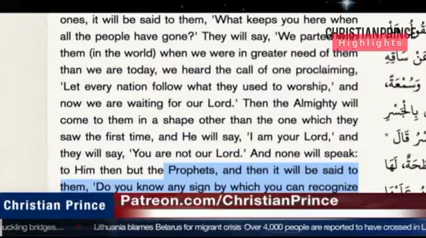 ones, it will be said to them, 'What keeps you here when
all the people have gone?' They will say, 'We parted
them (in the world) when we were in greater need of them
than we are today, we heard the call of one proclaiming,
'Let every nation follow what they used to worship,' and
now we are waiting for our Lord.' Then the Almighty will
come to them in a shape other than the one which they
saw the first time, and He will say, 'I am your Lord,' and
they will say, 'You are not our Lord.' And none will speak:
to Him then but the Prophets, and then it will be said to
them, 'Do you know any sign by which you can recognize
CHRISTIAN PRINCE
Highlights
عَنْ سَاقِهِ
وَسُمْعَةً،
بِالْجَسْرِ
قَالَ "
لَهَا
Christian Prince
Patreon.com/ChristianPrince
uckling bridges...
Lithuania blames Belarus for migrant crisis Over 4,000 people are reported to have crossed in L